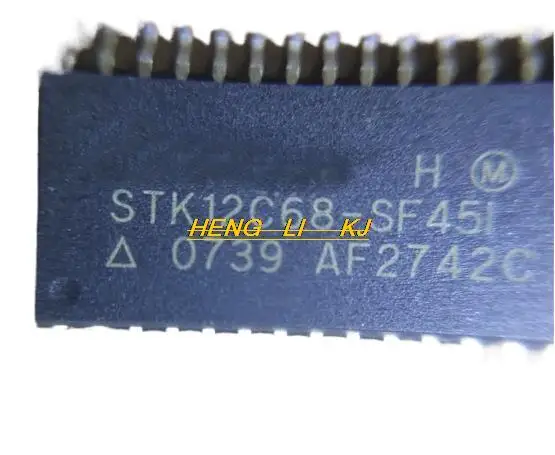 H Ⓜ
STK12C68-SF45I
HENG LI KJ
△ 0739 AF2742C